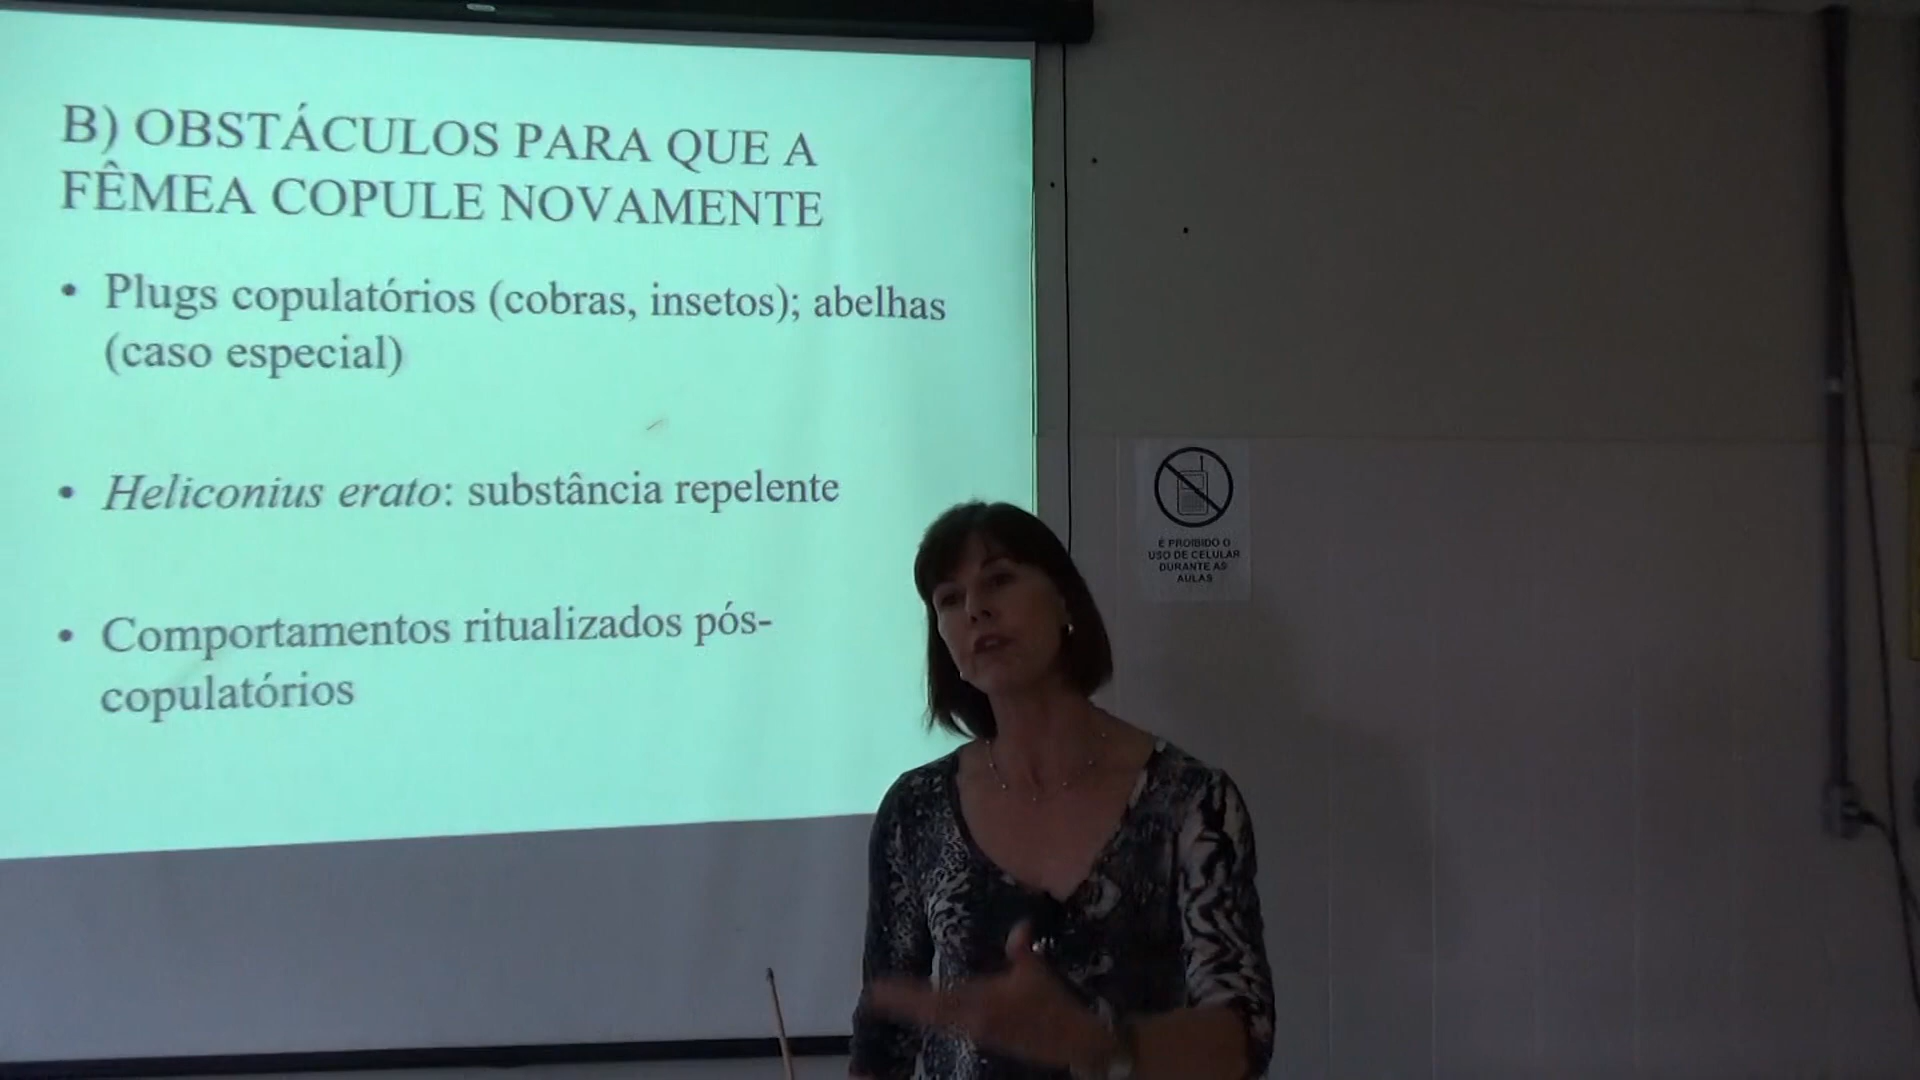 B) OBSTÁCULOS PARA QUE A
FÊMEA COPULE NOVAMENTE
• Plugs copulatórios (cobras, insetos); abelhas
(caso especial)
• Heliconius erato: substância repelente
• Comportamentos ritualizados pós-
copulatórios
É PROIBIDO O
USO DE CELULAR
DURANTE AS
AULAS